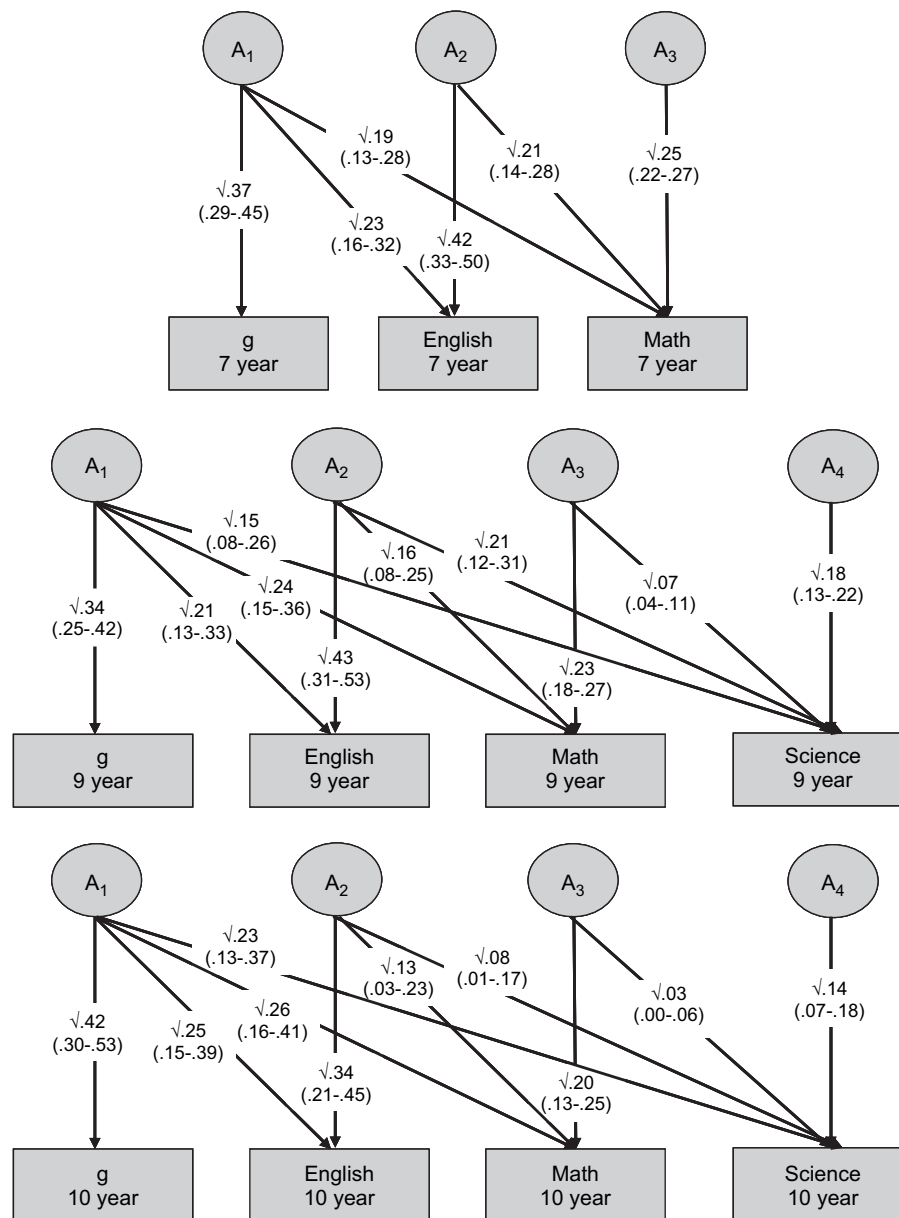 A1 A2 A3
√.19
(.13-.28)
√.21
(.14-.28)
√.25
(.22-.27)
√.37
(.29-.45)
√.23
(.16-.32)
√.42
(.33-.50)
g
7 year
English
7 year
Math
7 year
A1 A2 A3 A4
√.15
(.08-.26)
√.21
(.12-.31)
√.16
(.08-.25)
√.07
(.04-.11)
√.18
(.13-.22)
√.24
(.15-.36)
√.34
(.25-.42)
√.21
(.13-.33)
√.43
(.31-.53)
√.23
(.18-.27)
g
9 year
English
9 year
Math
9 year
Science
9 year
A1 A2 A3 A4
√.23
(.13-.37)
√.08
(.01-.17)
√.13
(.03-.23)
√.03
(.00-.06)
√.14
(.07-.18)
√.26
(.16-.41)
√.42
(.30-.53)
√.25
(.15-.39)
√.34
(.21-.45)
√.20
(.13-.25)
g
10 year
English
10 year
Math
10 year
Science
10 year